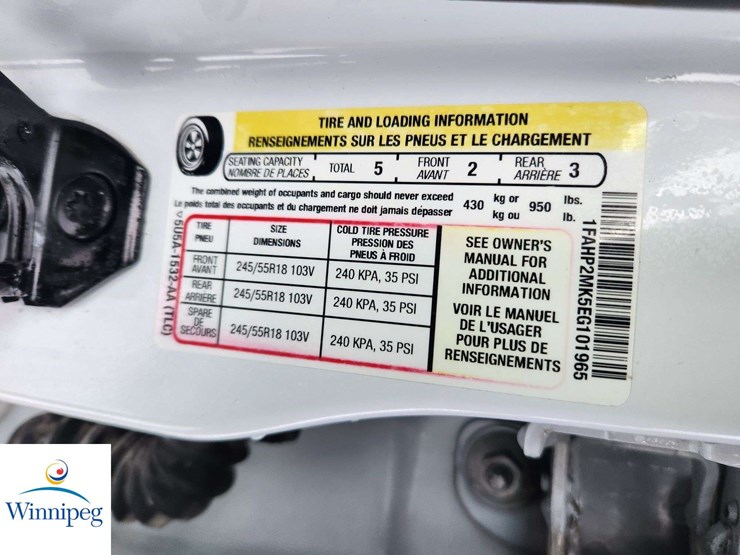 TIRE AND LOADING INFORMATION
RENSEIGNEMENTS SUR LES PNEUS ET LE CHARGEMENT
SEATING CAPACITY
NOMBRE DE PLACES
TOTAL 5
FRONT
AVANT 2
REAR
ARRIÈRE 3
The combined weight of occupants and cargo should never exceed
Le poids total des occupants et du chargement ne doit jamais dépasser
430 kg or 950 lbs.
kg ou lb.
TIRE
PNEU
SIZE
DIMENSIONS
COLD TIRE PRESSURE
PRESSION DES
PNEUS À FROID
FRONT
AVANT
245/55R18 103V
240 KPA, 35 PSI
REAR
ARRIÈRE
245/55R18 103V
240 KPA, 35 PSI
SPARE
DE
SECOURS
245/55R18 103V
240 KPA, 35 PSI
SEE OWNER'S
MANUAL FOR
ADDITIONAL
INFORMATION
VOIR LE MANUEL
DE L'USAGER
POUR PLUS DE
RENSEIGNEMENTS
5U5A-1532-AA (TLC)
1FAHP2MK5EG101965
Winnipeg